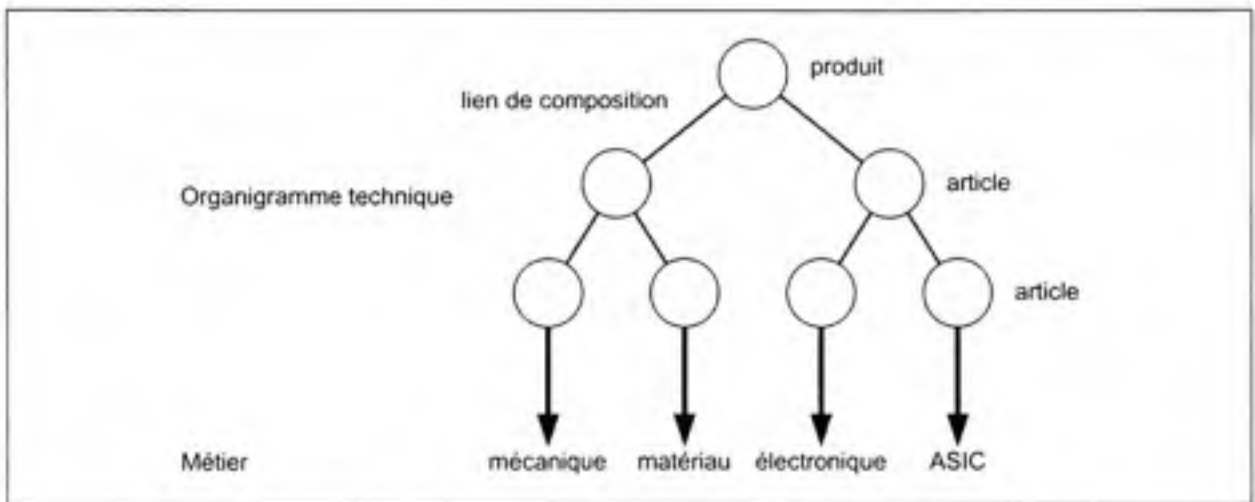 produit
lien de composition
Organigramme technique
article
article
Métier
mécanique matériau électronique ASIC